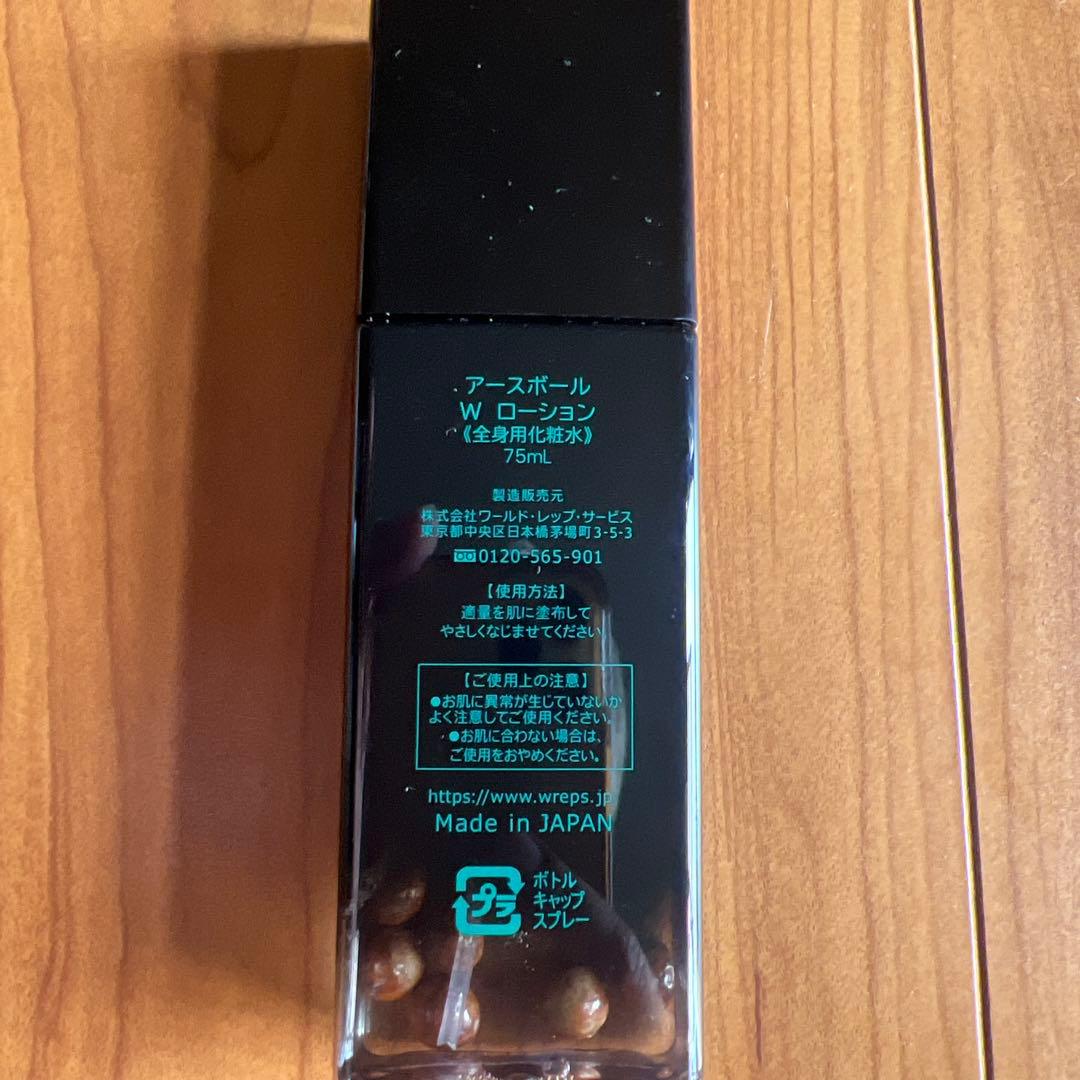 アースボール
W ローション
《全身用化粧水》
75mL
製造販売元
株式会社ワールド・レップ・サービス
東京都中央区日本橋茅場町3-5-3
0120-565-901
【使用方法】
適量を肌に塗布して
やさしくなじませてください。
【ご使用上の注意】
●お肌に異常が生じていないか
よく注意してご使用ください。
●お肌に合わない場合は、
ご使用をおやめください。
https://www.wreps.jp
Made in JAPAN
プラ
ボトル
キャップ
スプレー